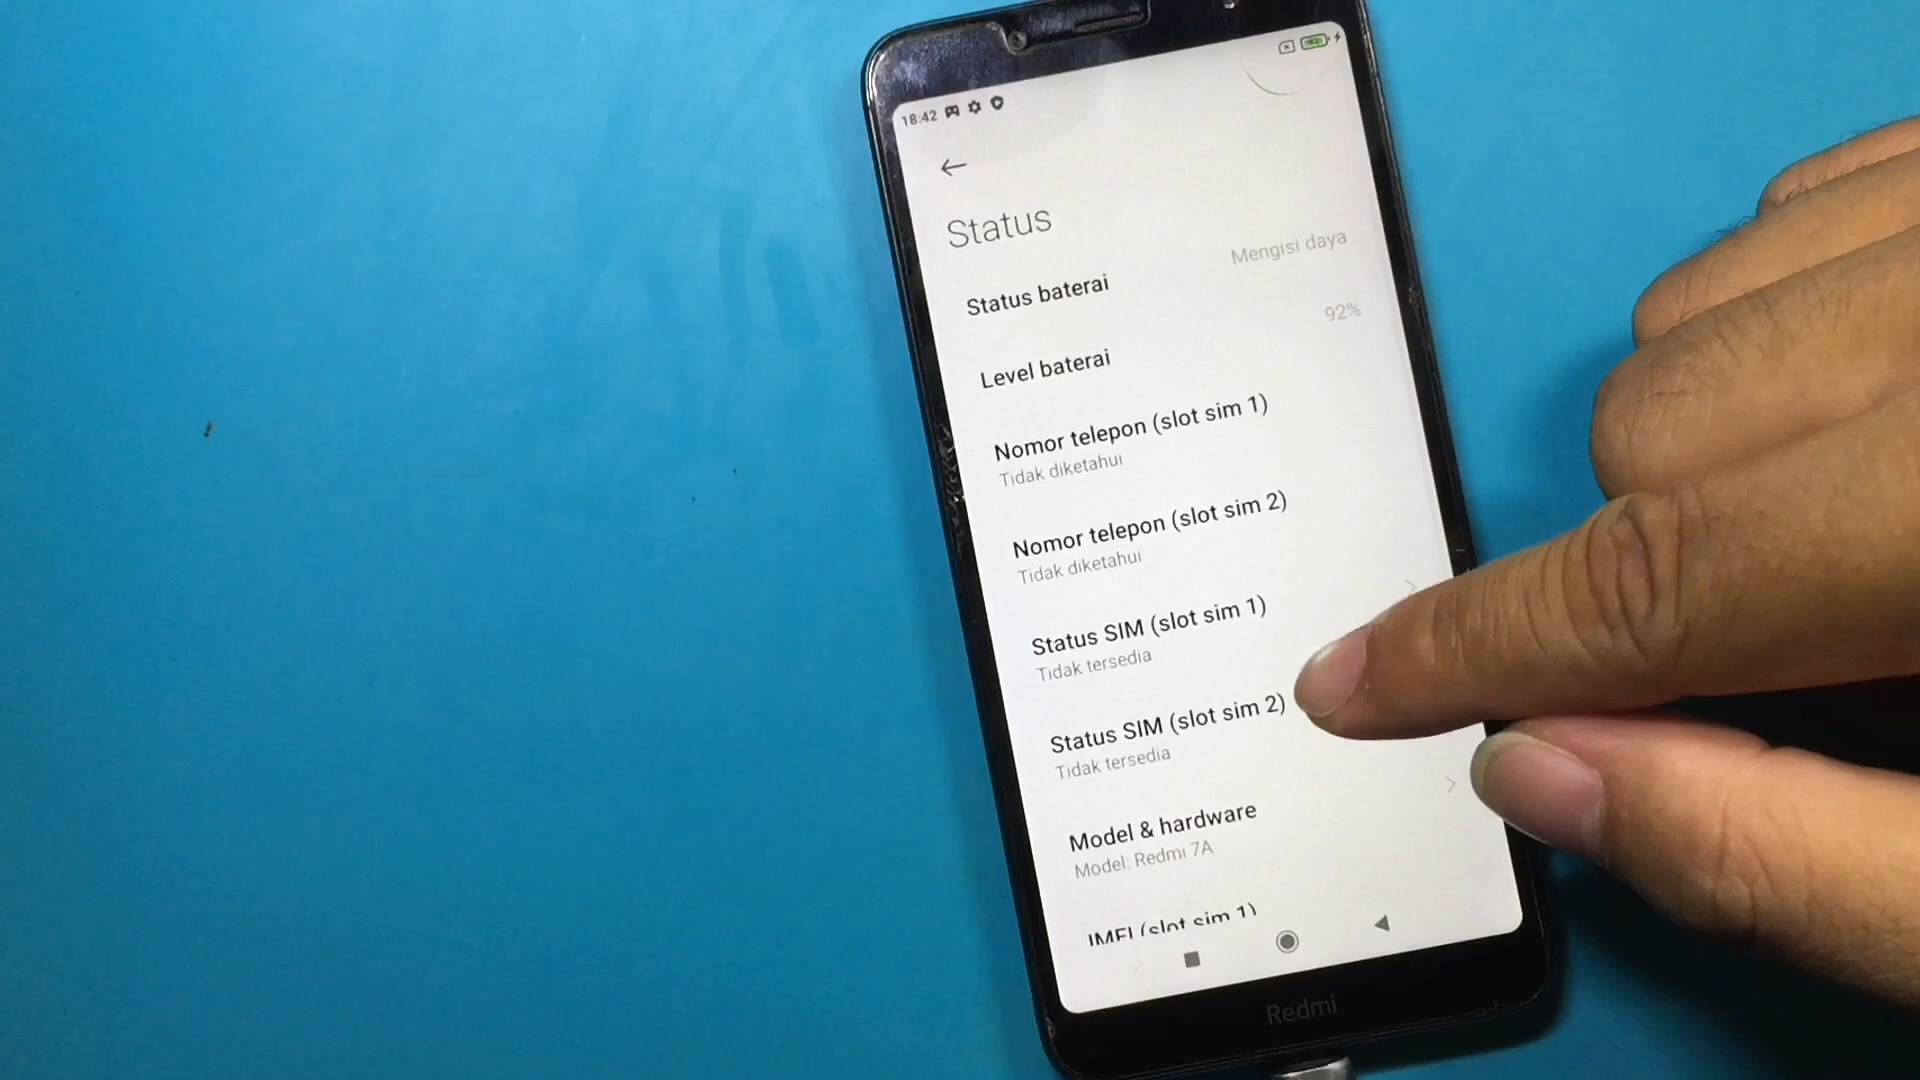 18:42
Status
Status baterai
Mengisi daya
Level baterai
92%
Nomor telepon (slot sim 1)
Tidak diketahui
Nomor telepon (slot sim 2)
Tidak diketahui
Status SIM (slot sim 1)
Tidak tersedia
Status SIM (slot sim 2)
Tidak tersedia
Model & hardware
Model: Redmi 7A
IMEI (slot sim 1)
Redmi